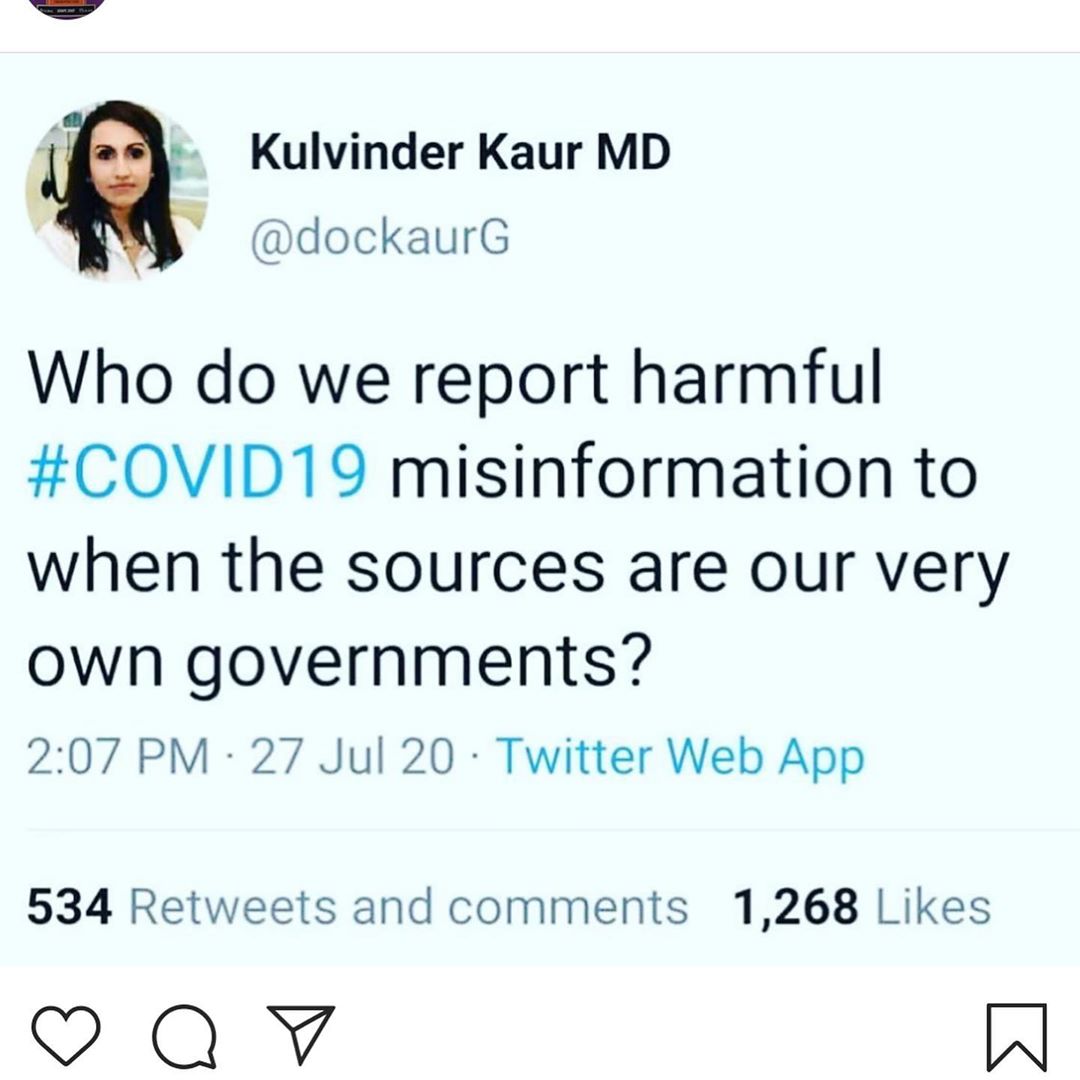 Kulvinder Kaur MD
@dockaurG
Who do we report harmful
#COVID19 misinformation to
when the sources are our very
own governments?
2:07 PM · 27 Jul 20 · Twitter Web App
534 Retweets and comments 1,268 Likes